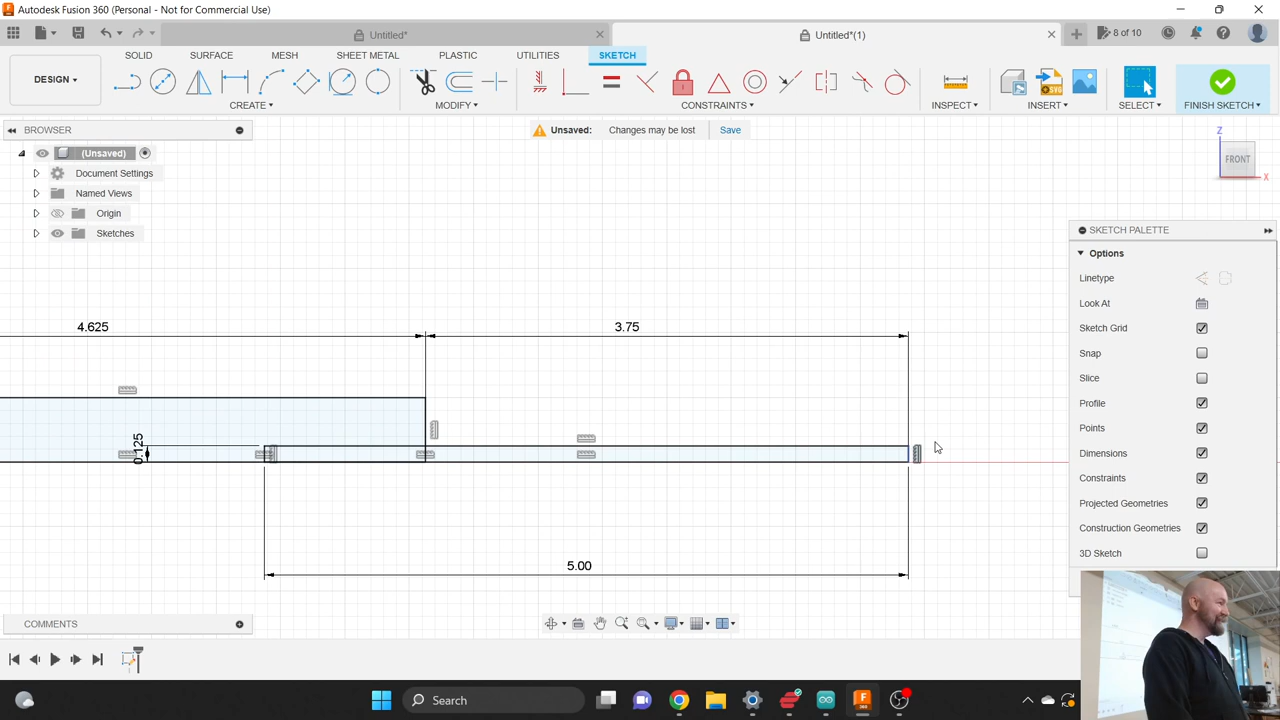 Autodesk Fusion 360 (Personal - Not for Commercial Use)
Untitled*
Untitled*(1)
8 of 10
DESIGN
SOLID
SURFACE
MESH
SHEET METAL
PLASTIC
UTILITIES
SKETCH
CREATE
MODIFY
CONSTRAINTS
INSPECT
INSERT
SELECT
FINISH SKETCH
SVG
BROWSER
Unsaved: Changes may be lost Save
(Unsaved)
Document Settings
Named Views
Origin
Sketches
Z
FRONT
X
SKETCH PALETTE
Options
Linetype
Look At
Sketch Grid
Snap
Slice
Profile
Points
Dimensions
Constraints
Projected Geometries
Construction Geometries
3D Sketch
4.625
3.75
0.125
5.00
COMMENTS
Search
F
360